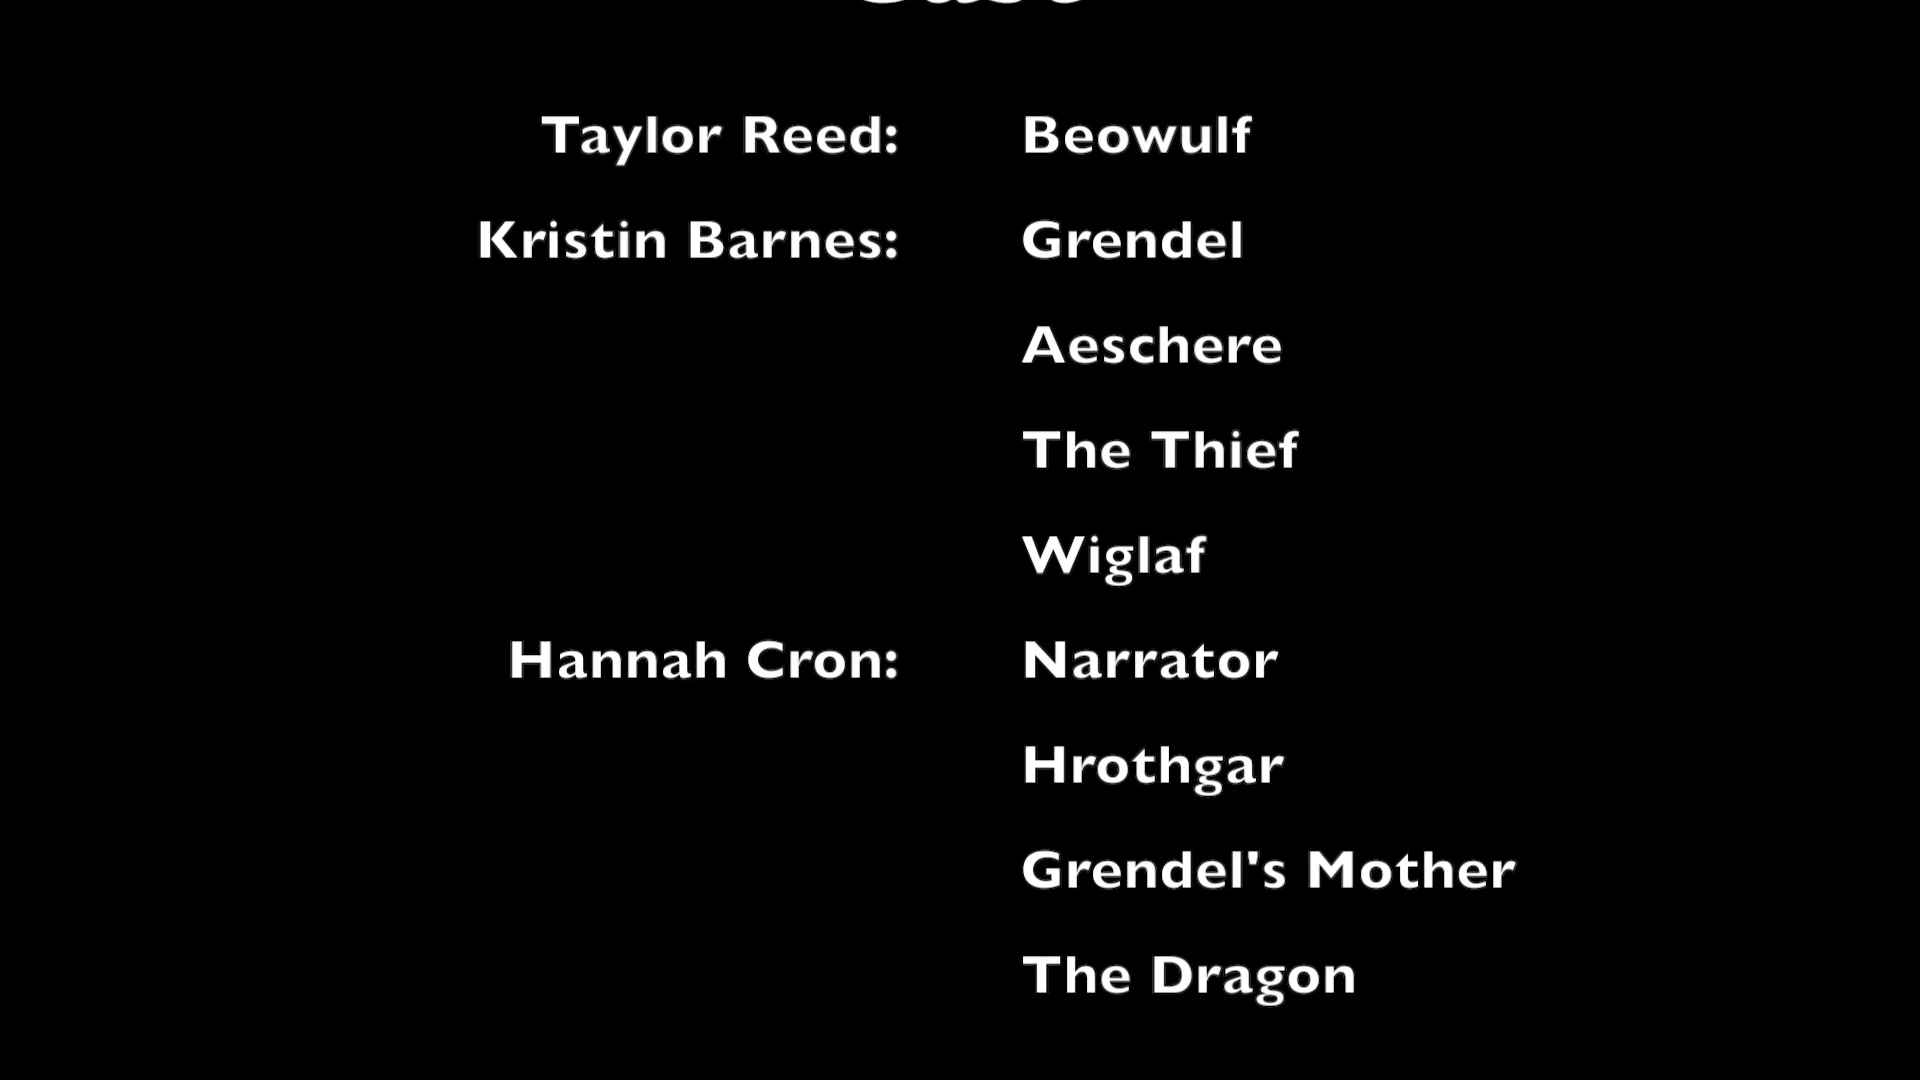 Taylor Reed: Beowulf
Kristin Barnes: Grendel
Aeschere
The Thief
Wiglaf
Hannah Cron: Narrator
Hrothgar
Grendel's Mother
The Dragon